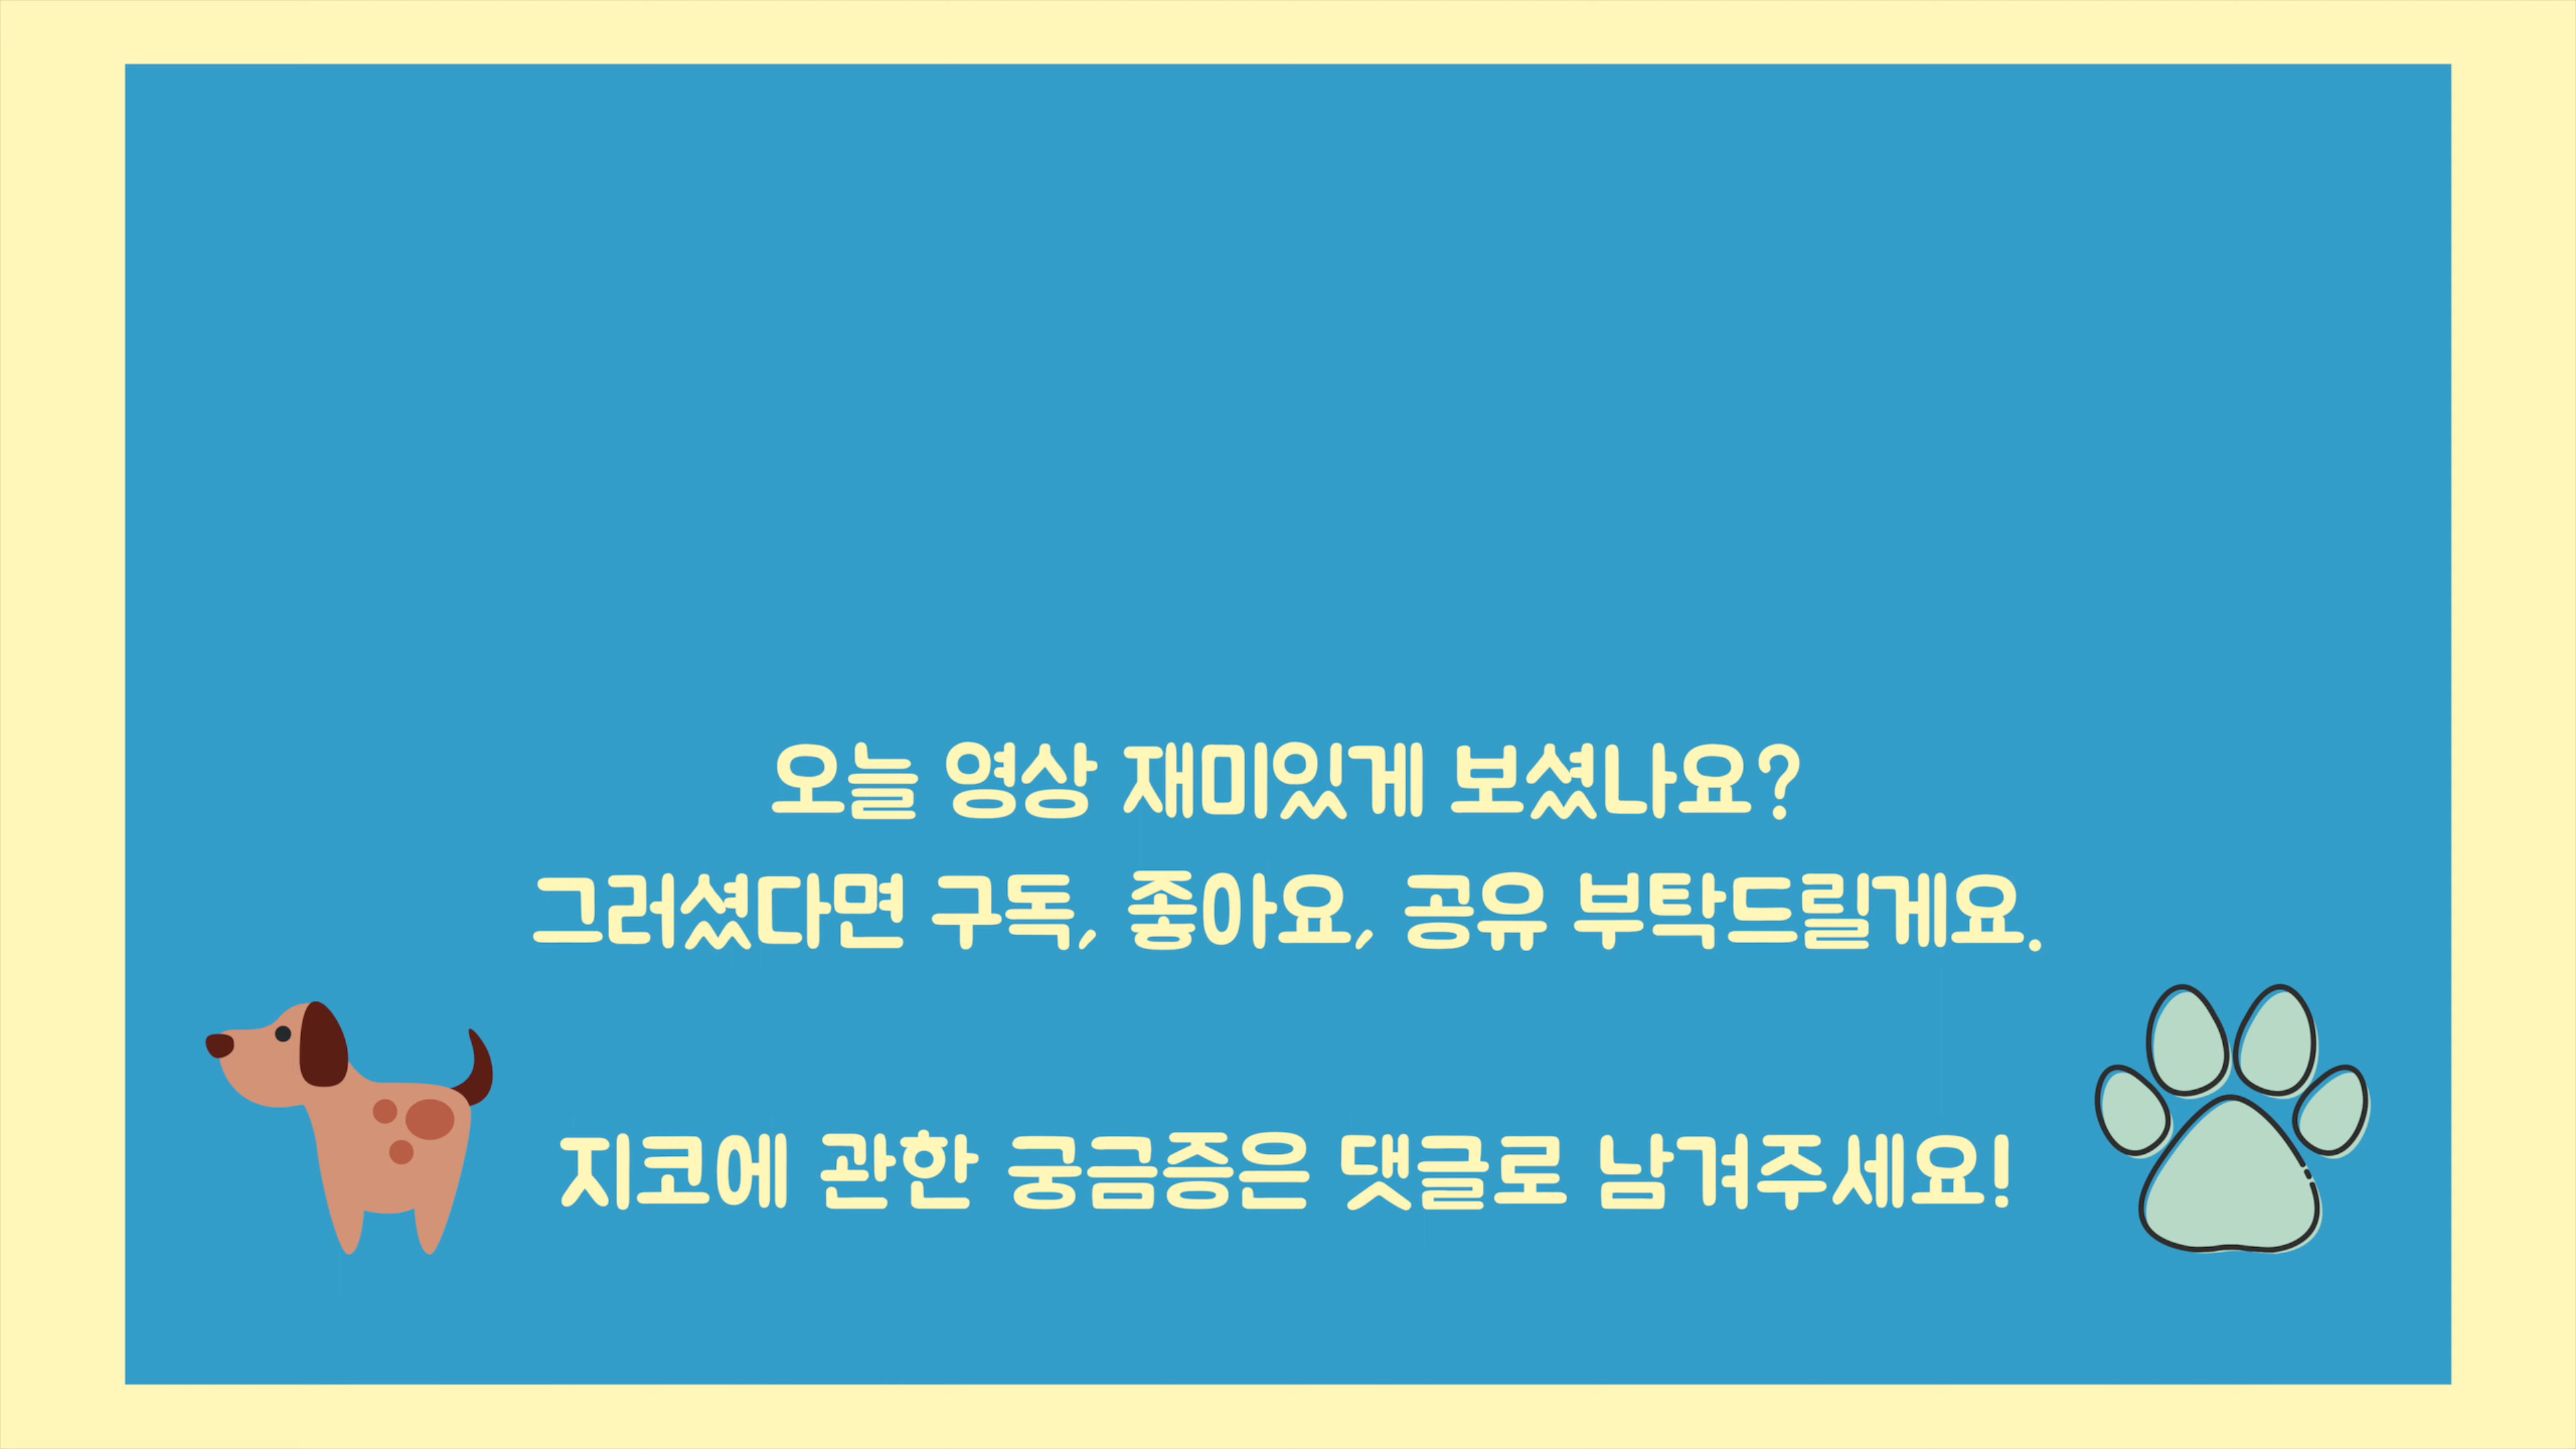 오늘 영상 재미있게 보셨나요?
그러셨다면 구독, 좋아요, 공유 부탁드릴게요.
지코에 관한 궁금증은 댓글로 남겨주세요!